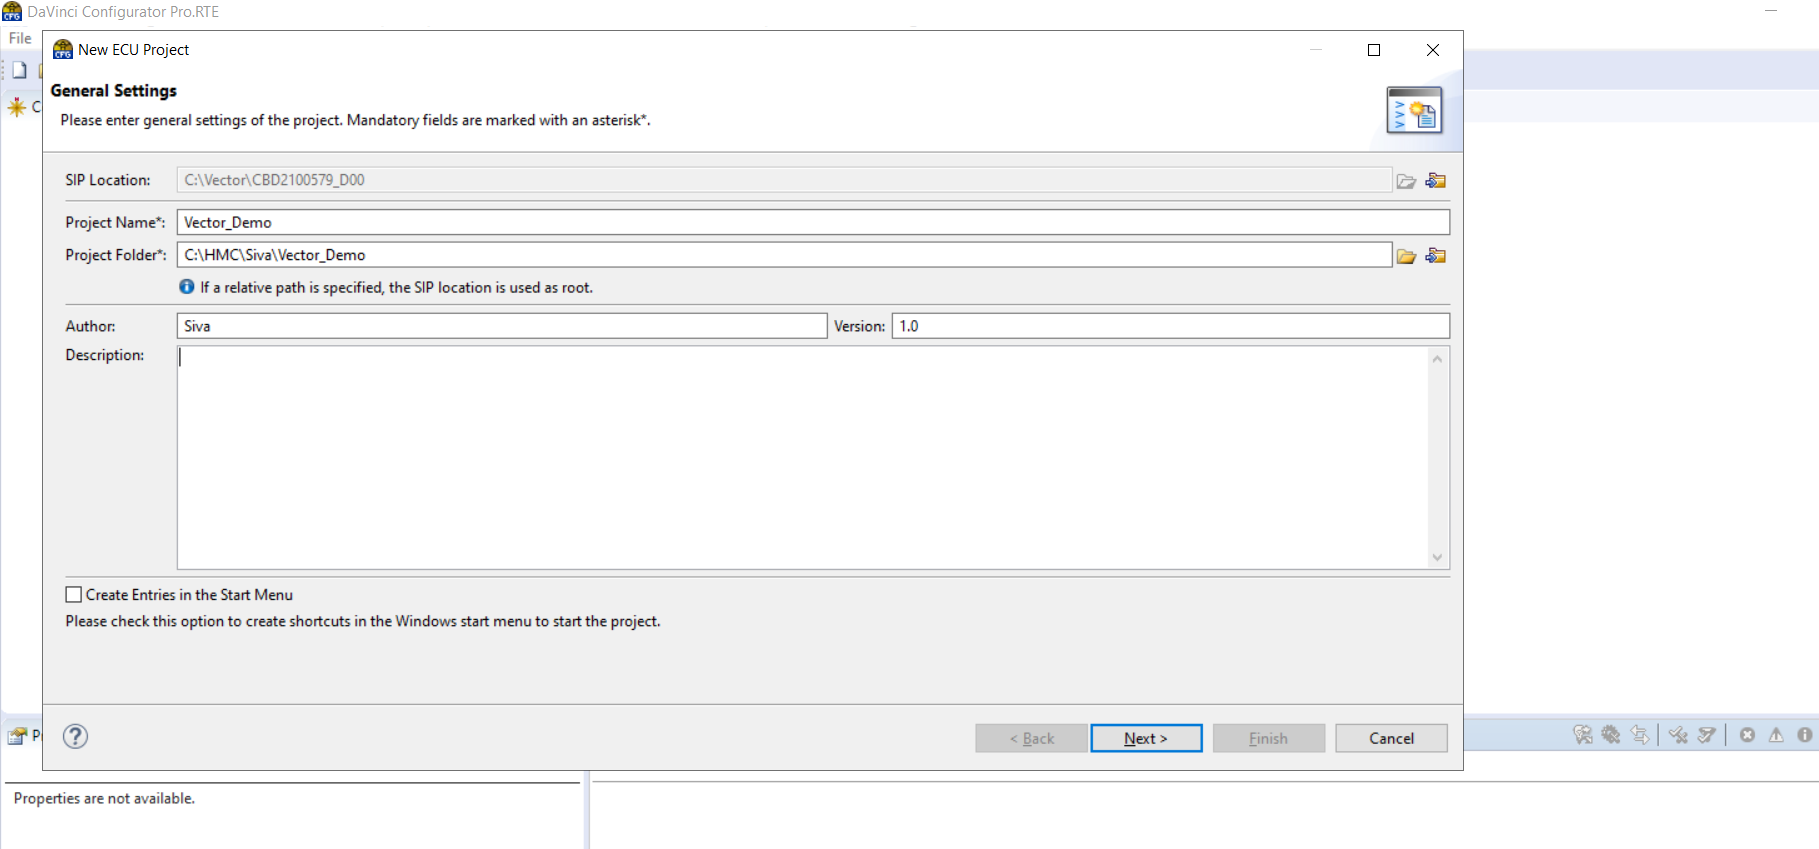 DaVinci Configurator Pro.RTE
File
New ECU Project
General Settings
Please enter general settings of the project. Mandatory fields are marked with an asterisk*.
SIP Location: C:\Vector\CBD2100579_D00
Project Name*: Vector_Demo
Project Folder*: C:\HMC\Siva\Vector_Demo
If a relative path is specified, the SIP location is used as root.
Author: Siva Version: 1.0
Description:
Create Entries in the Start Menu
Please check this option to create shortcuts in the Windows start menu to start the project.
< Back Next > Finish Cancel
Properties are not available.